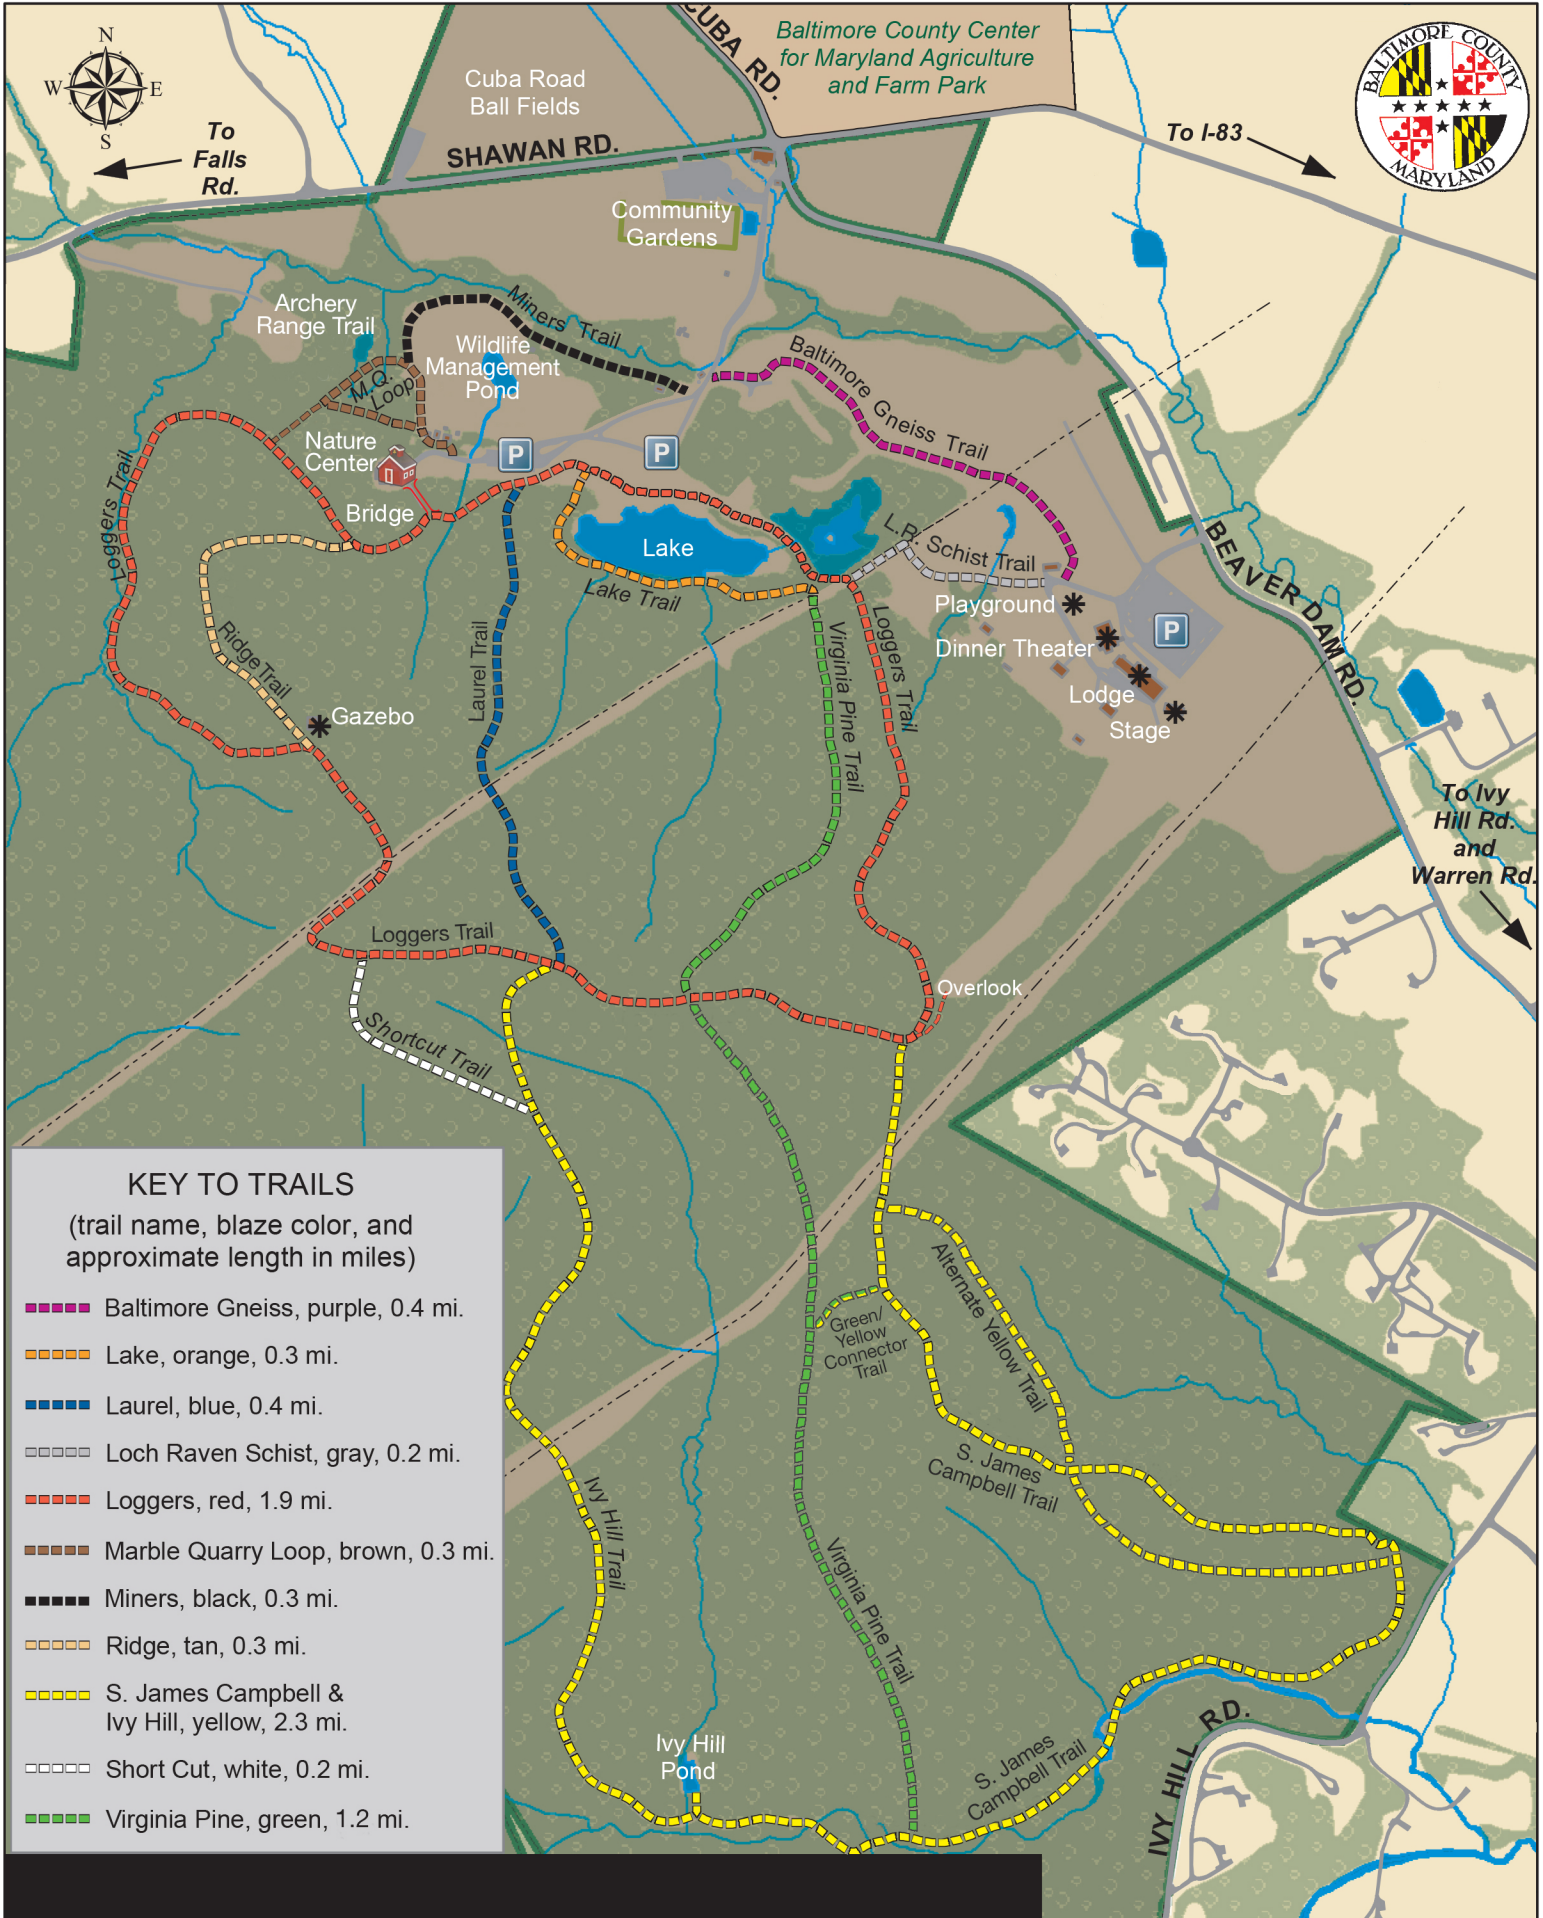 CUBA RD.
Baltimore County Center
for Maryland Agriculture
and Farm Park
BALTIMORE COUNTY
MARYLAND
N
W
E
S
Cuba Road
Ball Fields
To
Falls
Rd.
SHAWAN RD.
To I-83
Community
Gardens
Archery
Range Trail
Miners Trail
Wildlife
Management
Pond
Baltimore Gneiss Trail
M.Q.
Loop
Nature
Center
P
P
Bridge
Loggers Trail
Lake
L.R. Schist Trail
BEAVER DAM RD.
Lake Trail
Playground
Dinner Theater
P
Lodge
Stage
Ridge Trail
Laurel Trail
Virginia Pine Trail
Loggers Trail
Gazebo
To Ivy
Hill Rd.
and
Warren Rd.
Loggers Trail
Overlook
Shortcut Trail
KEY TO TRAILS
(trail name, blaze color, and
approximate length in miles)
Baltimore Gneiss, purple, 0.4 mi.
Lake, orange, 0.3 mi.
Laurel, blue, 0.4 mi.
Loch Raven Schist, gray, 0.2 mi.
Loggers, red, 1.9 mi.
Marble Quarry Loop, brown, 0.3 mi.
Miners, black, 0.3 mi.
Ridge, tan, 0.3 mi.
S. James Campbell &
Ivy Hill, yellow, 2.3 mi.
Short Cut, white, 0.2 mi.
Virginia Pine, green, 1.2 mi.
Alternate Yellow Trail
Green/
Yellow
Connector
Trail
S. James
Campbell Trail
Ivy Hill Trail
Virginia Pine Trail
Ivy Hill
Pond
S. James
Campbell Trail
IVY HILL RD.